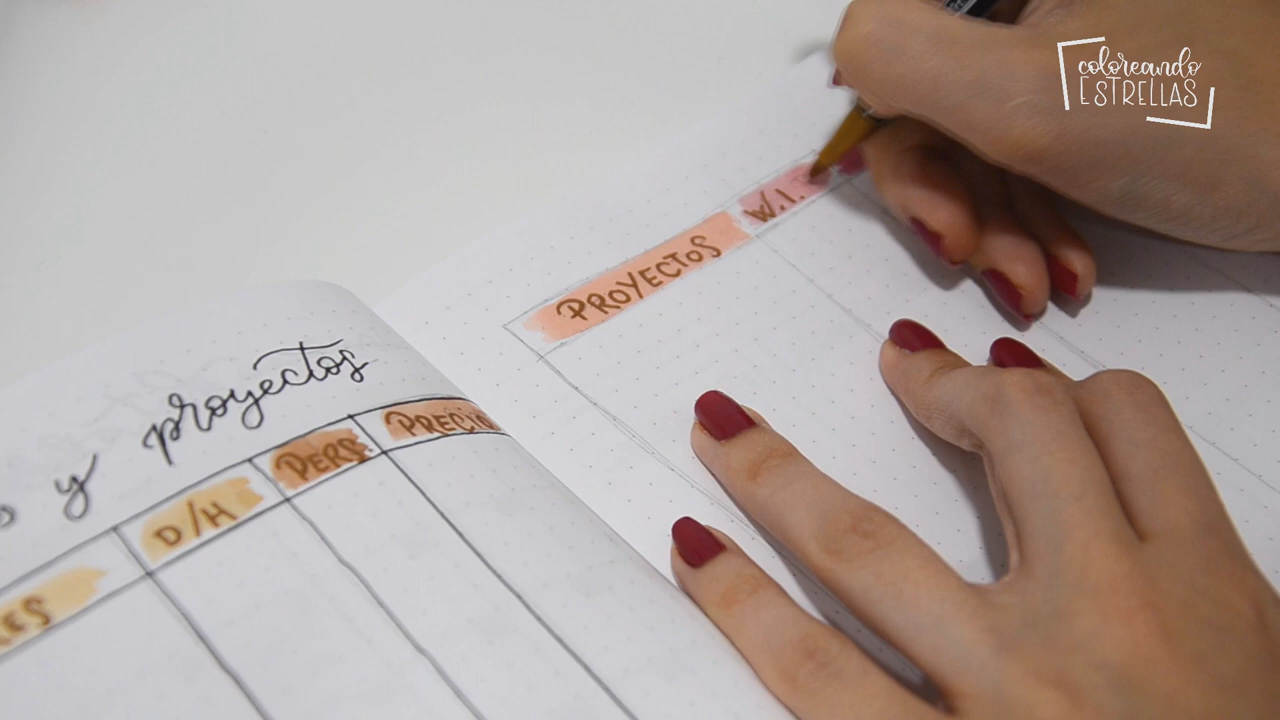 coloreando
ESTRELLAS
y proyectos
D/H
PERS
PRECIO
PROYECTOS
W.I.